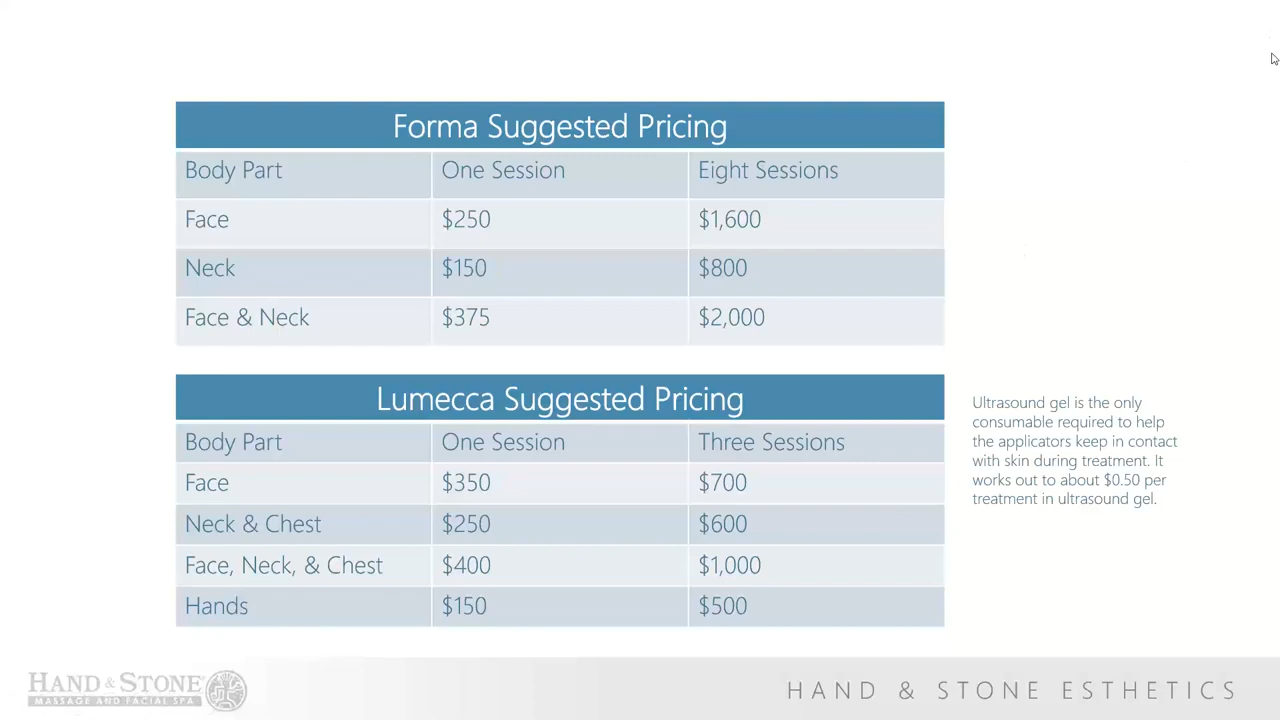 Forma Suggested Pricing
Body Part One Session Eight Sessions
Face $250 $1,600
Neck $150 $800
Face & Neck $375 $2,000
Lumecca Suggested Pricing
Body Part One Session Three Sessions
Face $350 $700
Neck & Chest $250 $600
Face, Neck, & Chest $400 $1,000
Hands $150 $500
Ultrasound gel is the only
consumable required to help
the applicators keep in contact
with skin during treatment. It
works out to about $0.50 per
treatment in ultrasound gel.
HAND & STONE
MASSAGE AND FACIAL SPA
HAND & STONE ESTHETICS